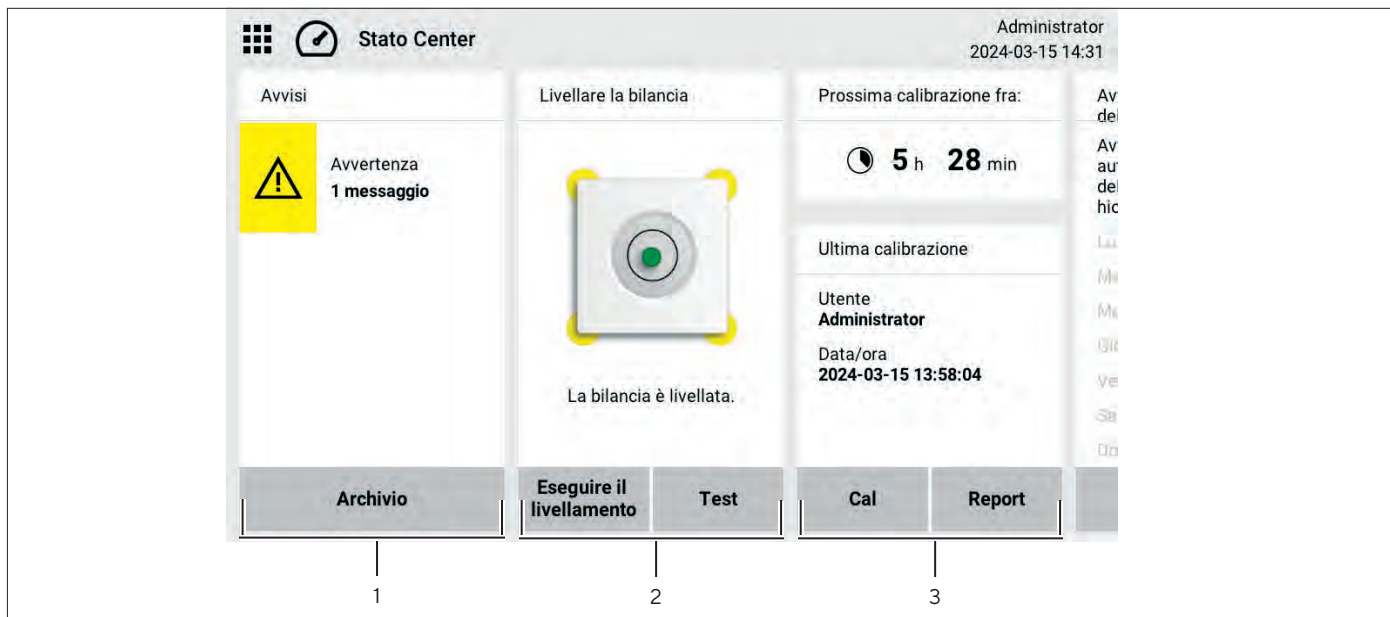 Stato Center
Administrator
2024-03-15 14:31
Avvisi
Avvertenza
1 messaggio
Archivio
Livellare la bilancia
La bilancia è livellata.
Eseguire il
livellamento
Test
Prossima calibrazione fra:
5 h 28 min
Ultima calibrazione
Utente
Administrator
Data/ora
2024-03-15 13:58:04
Cal
Report
1
2
3